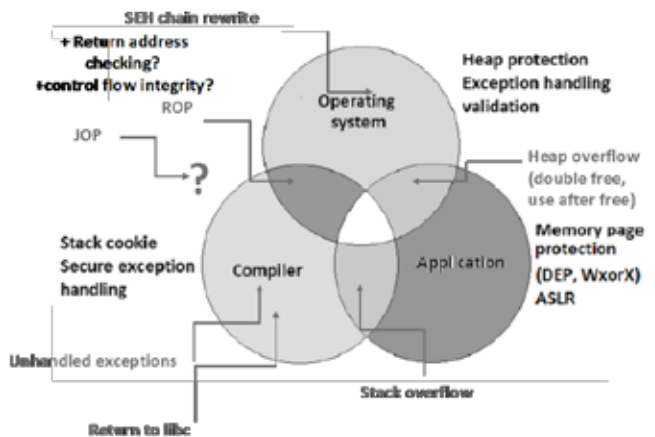 SEH chain rewrite
+ Return address
checking?
+control flow integrity?
ROP
JOP
?
Operating
system
Heap protection
Exception handling
validation
Heap overflow
(double free,
use after free)
Stack cookie
Secure exception
handling
Compiler
Application
Memory page
protection
(DEP, WxorX)
ASLR
Unhandled exceptions
Stack overflow
Return to libc